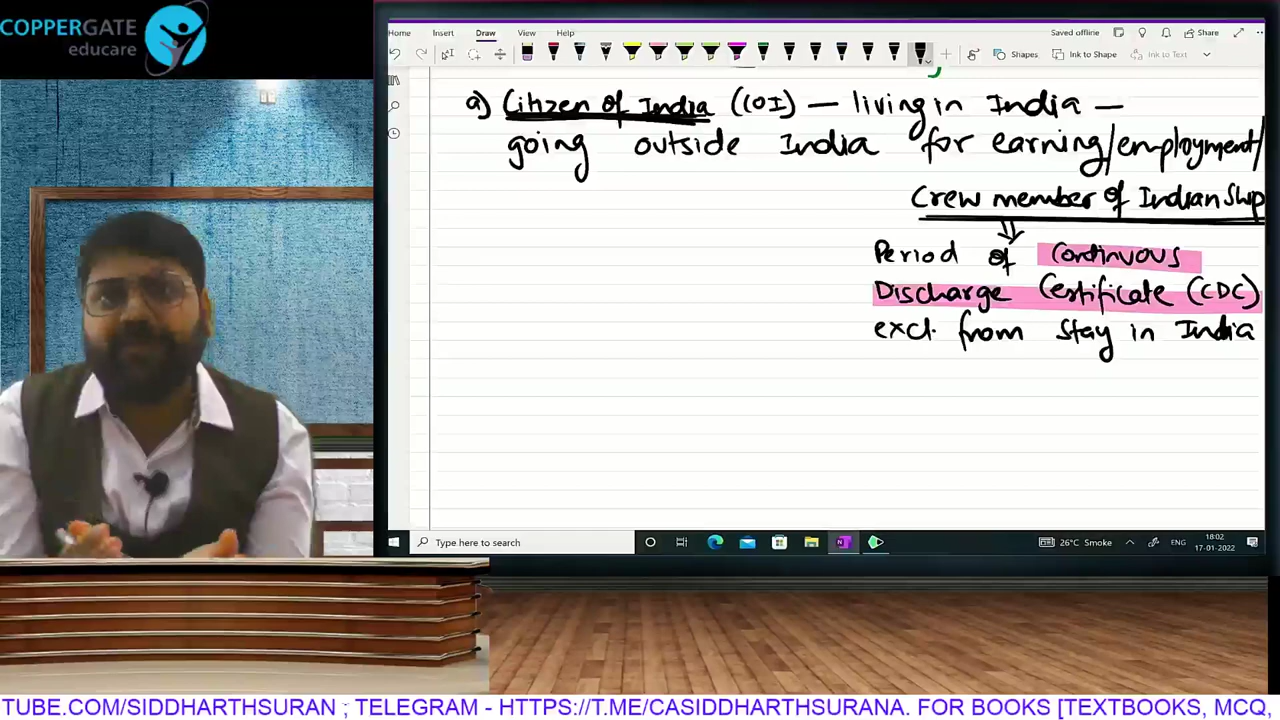 COPPERGATE
educare
Home Insert Draw View Help
Saved offline
Share
Shapes
Ink to Shape
Ink to Text
a) Citizen of India (COI) — living in India —
going outside India for earning/employment/
Crew member of Indian Ship
Period of Continuous
Discharge Certificate (CDC)
excl. from stay in India
Type here to search
26°C Smoke
ENG
18:02
17-01-2022
TUBE.COM/SIDDHARTHSURAN ; TELEGRAM - HTTPS://T.ME/CASIDDHARTHSURANA. FOR BOOKS [TEXTBOOKS, MCQ,